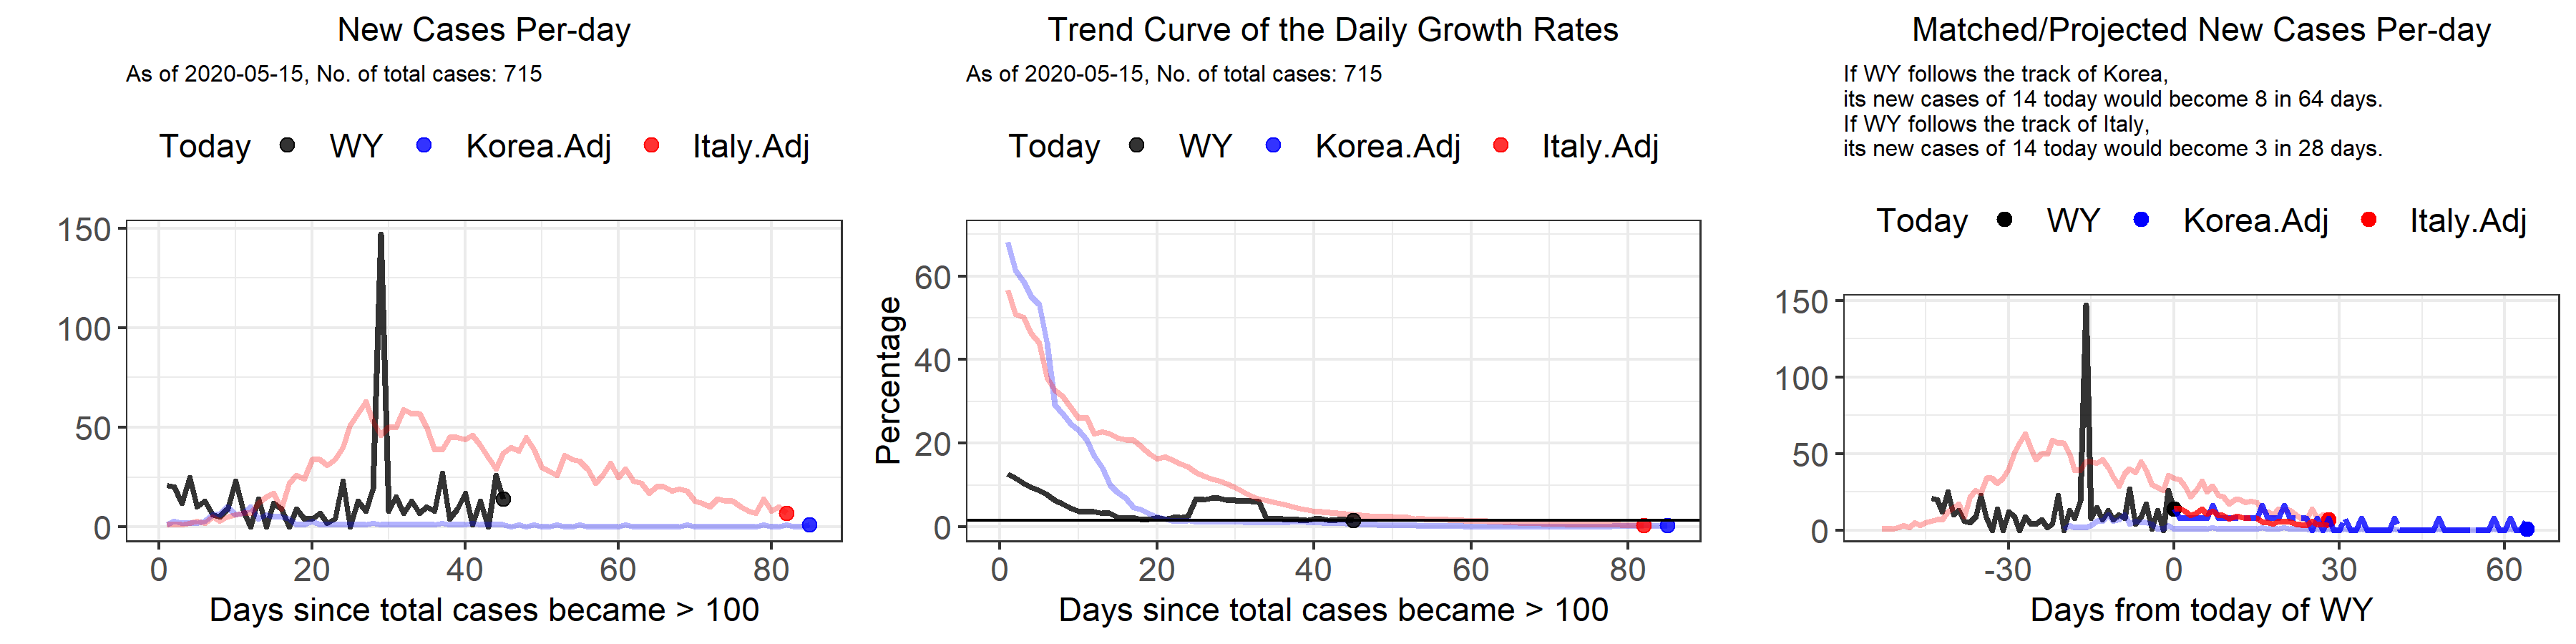 New Cases Per-day
As of 2020-05-15, No. of total cases: 715
Today WY Korea.Adj Italy.Adj
150
100
50
0
0 20 40 60 80
Days since total cases became > 100
Trend Curve of the Daily Growth Rates
As of 2020-05-15, No. of total cases: 715
Today WY Korea.Adj Italy.Adj
Percentage
60
40
20
0
0 20 40 60 80
Days since total cases became > 100
Matched/Projected New Cases Per-day
If WY follows the track of Korea,
its new cases of 14 today would become 8 in 64 days.
If WY follows the track of Italy,
its new cases of 14 today would become 3 in 28 days.
Today WY Korea.Adj Italy.Adj
150
100
50
0
-30 0 30 60
Days from today of WY